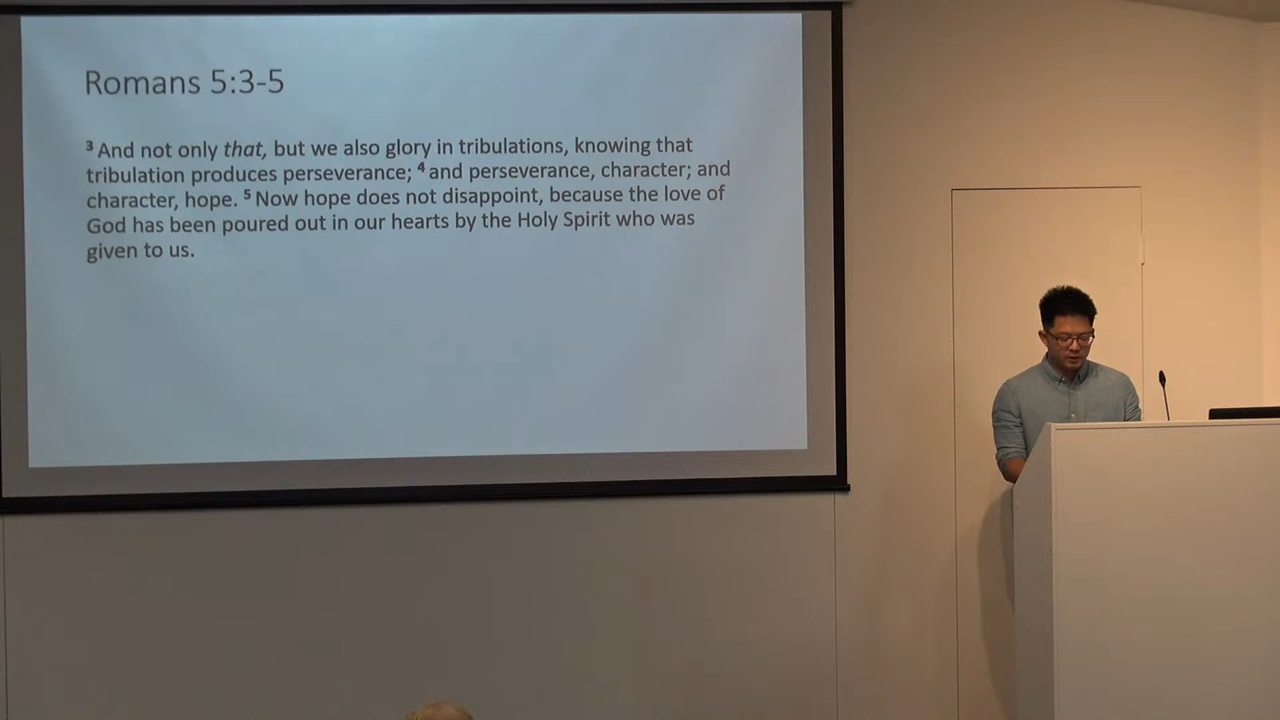 Romans 5:3-5
³ And not only that, but we also glory in tribulations, knowing that
tribulation produces perseverance; ⁴ and perseverance, character; and
character, hope. ⁵ Now hope does not disappoint, because the love of
God has been poured out in our hearts by the Holy Spirit who was
given to us.